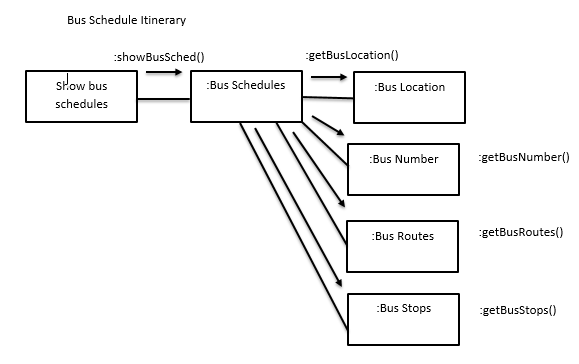 Bus Schedule Itinerary
:showBusSched()
:getBusLocation()
Show bus
schedules
:Bus Schedules
:Bus Location
:Bus Number
:getBusNumber()
:Bus Routes
:getBusRoutes()
:Bus Stops
:getBusStops()